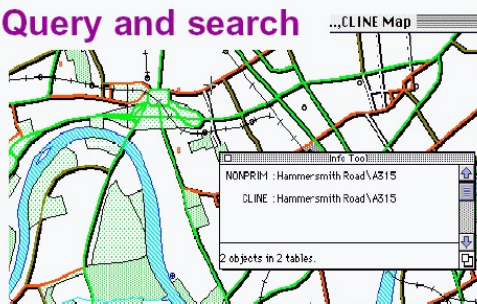 Query and search
...,CLINE Map
Info Tool
NONPRIM : Hammersmith Road\A315
CLINE : Hammersmith Road\A315
2 objects in 2 tables.